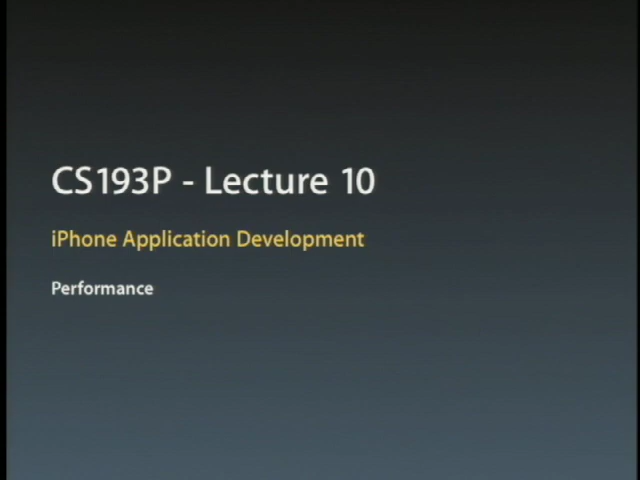 CS193P - Lecture 10
iPhone Application Development
Performance